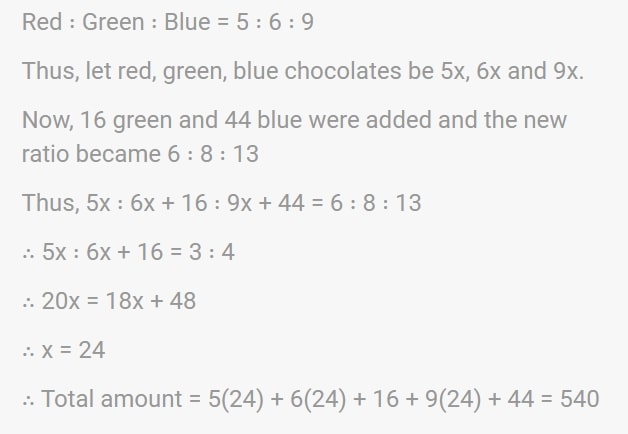 Red : Green : Blue = 5 : 6 : 9
Thus, let red, green, blue chocolates be 5x, 6x and 9x.
Now, 16 green and 44 blue were added and the new
ratio became 6 : 8 : 13
Thus, 5x : 6x + 16 : 9x + 44 = 6 : 8 : 13
∴ 5x : 6x + 16 = 3 : 4
∴ 20x = 18x + 48
∴ x = 24
∴ Total amount = 5(24) + 6(24) + 16 + 9(24) + 44 = 540